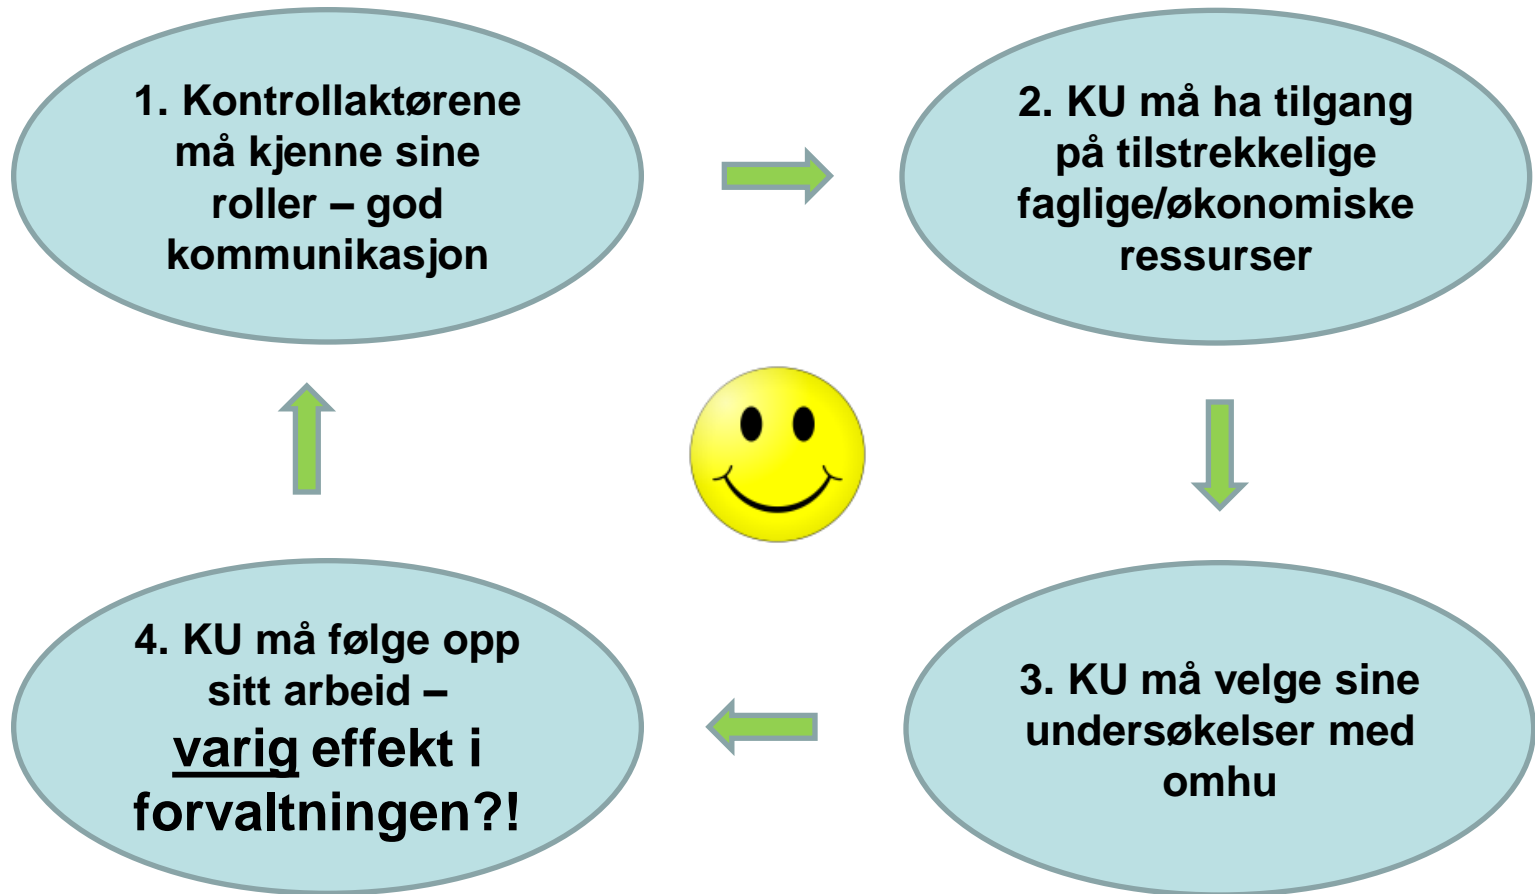 1. Kontrollaktørene
må kjenne sine
roller – god
kommunikasjon
2. KU må ha tilgang
på tilstrekkelige
faglige/økonomiske
ressurser
3. KU må velge sine
undersøkelser med
omhu
4. KU må følge opp
sitt arbeid –
varig effekt i
forvaltningen?!